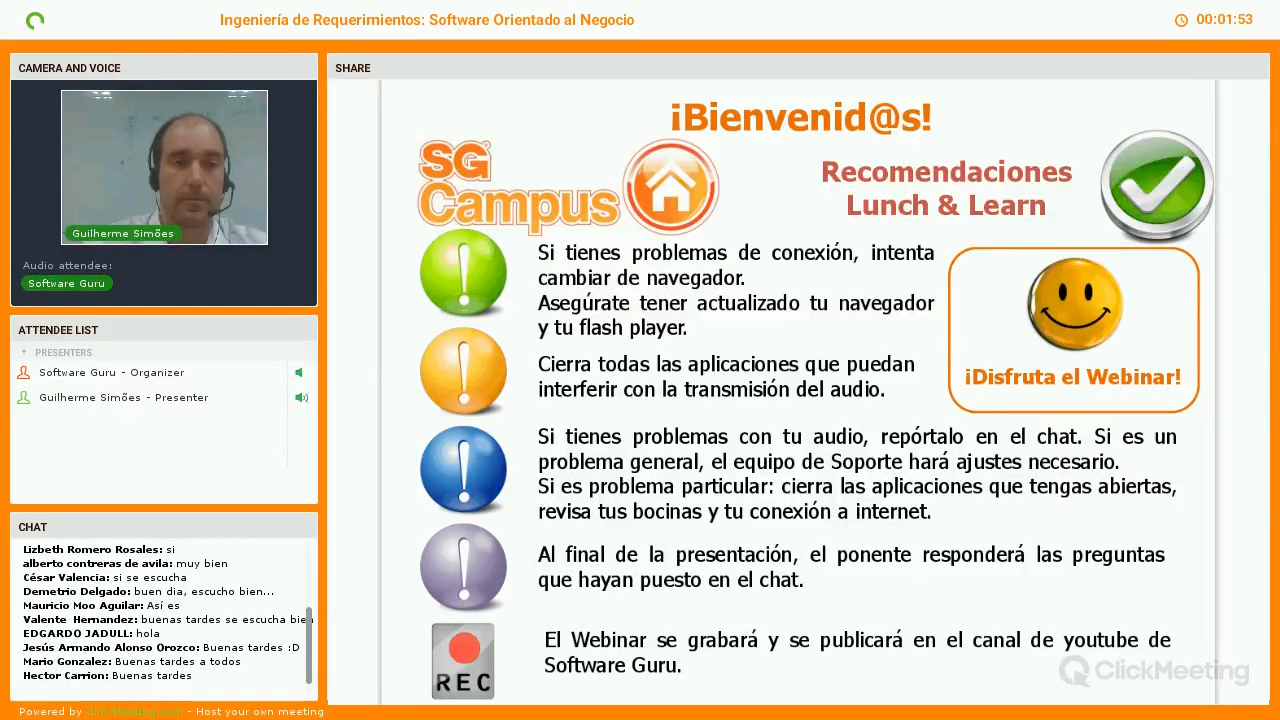 Ingeniería de Requerimientos: Software Orientado al Negocio
00:01:53
CAMERA AND VOICE
Guilherme Simões
Audio attendee:
Software Guru
ATTENDEE LIST
PRESENTERS
Software Guru - Organizer
Guilherme Simões - Presenter
CHAT
Lizbeth Romero Rosales: si
alberto contreras de avila: muy bien
César Valencia: si se escucha
Demetrio Delgado: buen dia, escucho bien...
Mauricio Moo Aguilar: Así es
Valente Hernandez: buenas tardes se escucha bien
EDGARDO JADULL: hola
Jesús Armando Alonso Orozco: Buenas tardes :D
Mario Gonzalez: Buenas tardes a todos
Hector Carrion: Buenas tardes
Powered by ClickMeeting.com - Host your own meeting
SHARE
¡Bienvenid@s!
SG
Campus
Recomendaciones
Lunch & Learn
Si tienes problemas de conexión, intenta
cambiar de navegador.
Asegúrate tener actualizado tu navegador
y tu flash player.
Cierra todas las aplicaciones que puedan
interferir con la transmisión del audio.
¡Disfruta el Webinar!
Si tienes problemas con tu audio, repórtalo en el chat. Si es un
problema general, el equipo de Soporte hará ajustes necesario.
Si es problema particular: cierra las aplicaciones que tengas abiertas,
revisa tus bocinas y tu conexión a internet.
Al final de la presentación, el ponente responderá las preguntas
que hayan puesto en el chat.
REC
El Webinar se grabará y se publicará en el canal de youtube de
Software Guru.
ClickMeeting